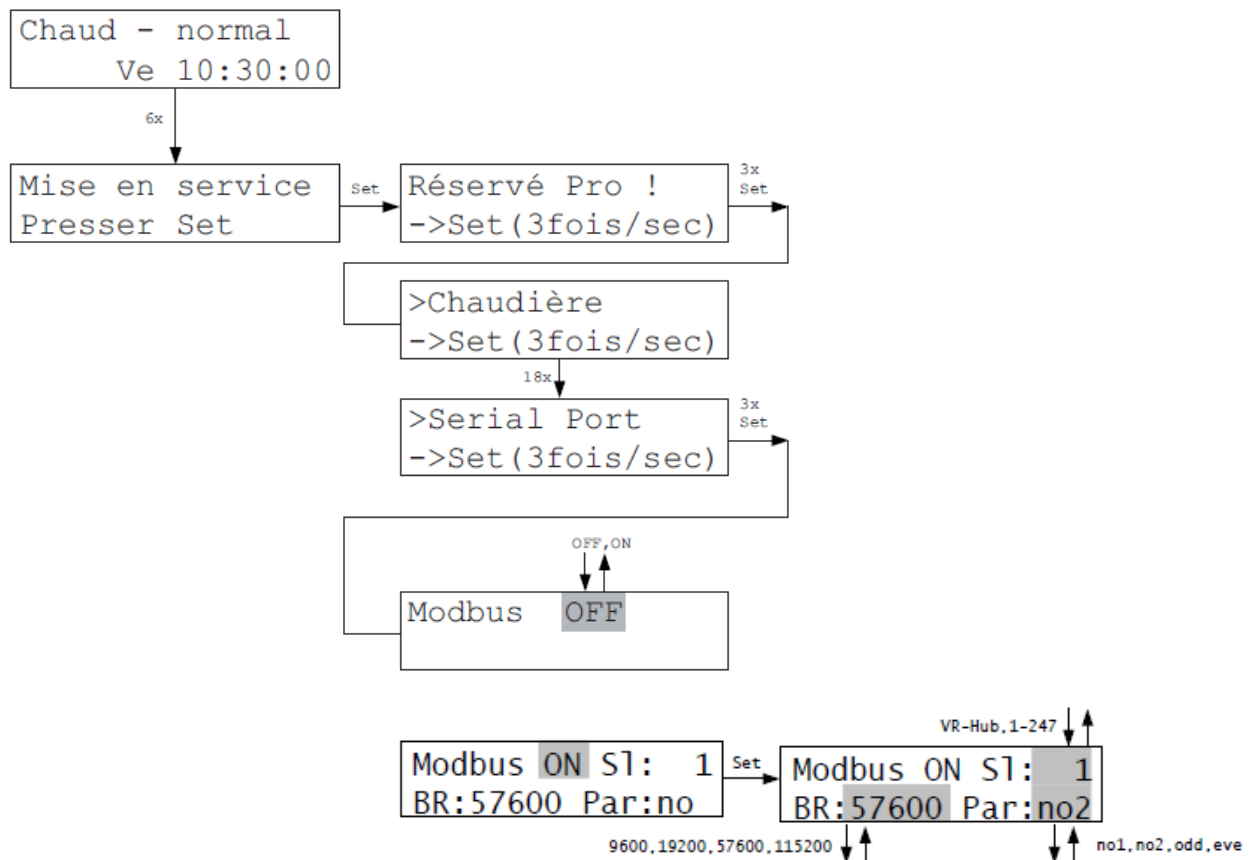 Chaud - normal
Ve 10:30:00
6x
Mise en service
Presser Set
Set
Réservé Pro !
->Set(3fois/sec)
3x
Set
>Chaudière
->Set(3fois/sec)
18x
>Serial Port
->Set(3fois/sec)
3x
Set
OFF,ON
Modbus OFF
VR-Hub,1-247
Modbus ON Sl: 1
BR:57600 Par:no
Set
Modbus ON Sl: 1
BR:57600 Par:no2
9600,19200,57600,115200
no1,no2,odd,eve